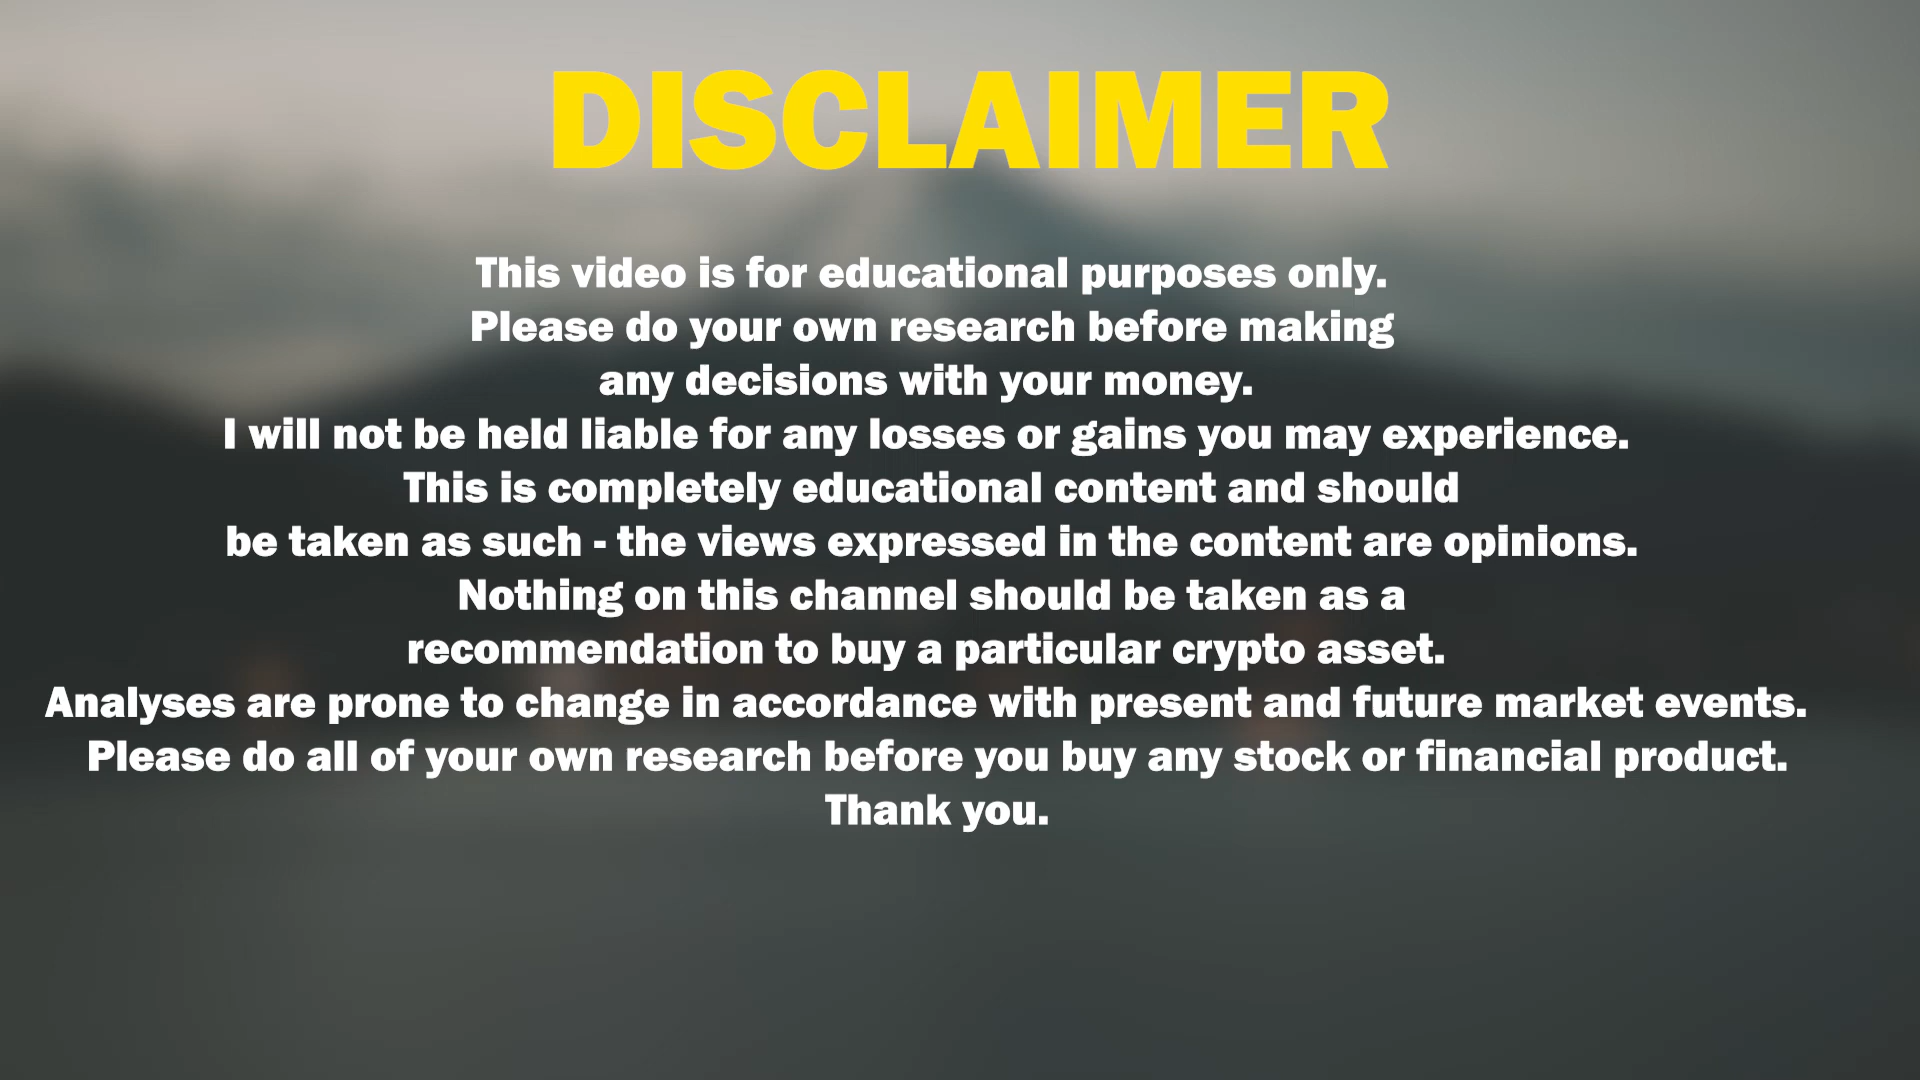 DISCLAIMER
This video is for educational purposes only.
Please do your own research before making
any decisions with your money.
I will not be held liable for any losses or gains you may experience.
This is completely educational content and should
be taken as such - the views expressed in the content are opinions.
Nothing on this channel should be taken as a
recommendation to buy a particular crypto asset.
Analyses are prone to change in accordance with present and future market events.
Please do all of your own research before you buy any stock or financial product.
Thank you.